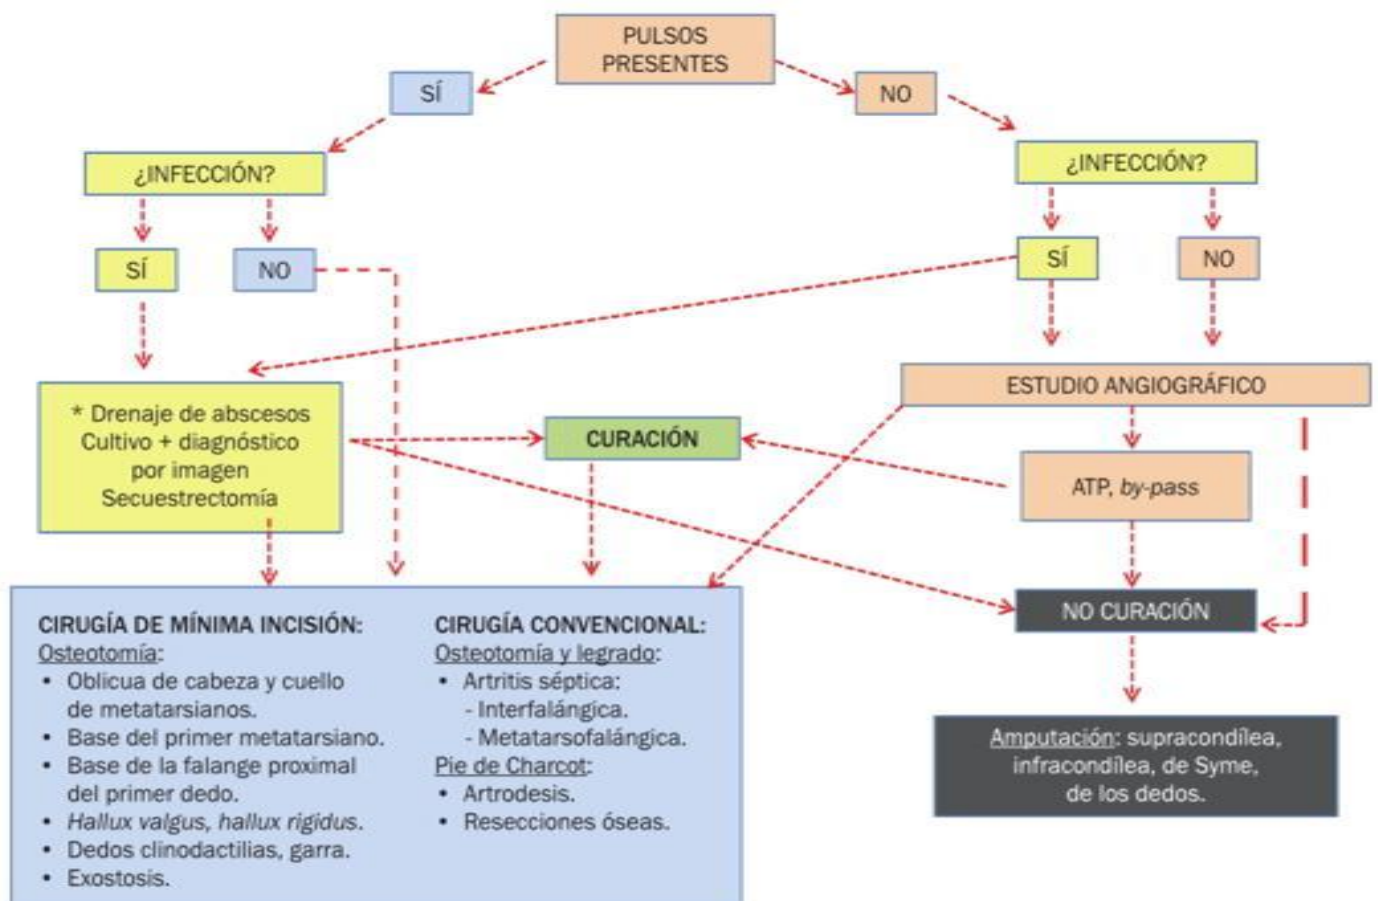 PULSOS
PRESENTES
SÍ
NO
¿INFECCIÓN?
¿INFECCIÓN?
SÍ
NO
SÍ
NO
* Drenaje de abscesos
Cultivo + diagnóstico
por imagen
Secuestrectomía
CURACIÓN
ESTUDIO ANGIOGRÁFICO
ATP, by-pass
NO CURACIÓN
CIRUGÍA DE MÍNIMA INCISIÓN:
Osteotomía:
• Oblicua de cabeza y cuello
de metatarsianos.
• Base del primer metatarsiano.
• Base de la falange proximal
del primer dedo.
• Hallux valgus, hallux rigidus.
• Dedos clinodactilias, garra.
• Exostosis.
CIRUGÍA CONVENCIONAL:
Osteotomía y legrado:
• Artritis séptica:
- Interfalángica.
- Metatarsofalángica.
Pie de Charcot:
• Artrodesis.
• Resecciones óseas.
Amputación: supracondílea,
infracondílea, de Syme,
de los dedos.